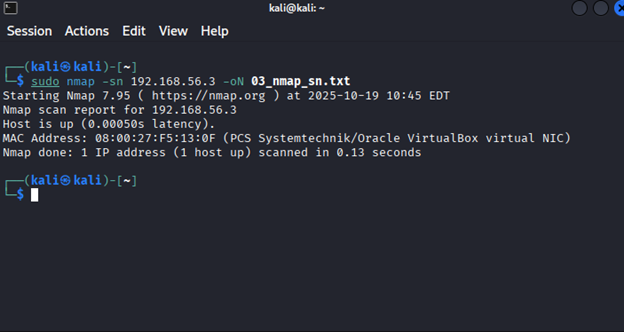 kali@kali: ~
Session Actions Edit View Help
┌──(kali㉿kali)-[~]
└─$ sudo nmap -sn 192.168.56.3 -oN 03_nmap_sn.txt
Starting Nmap 7.95 ( https://nmap.org ) at 2025-10-19 10:45 EDT
Nmap scan report for 192.168.56.3
Host is up (0.00050s latency).
MAC Address: 08:00:27:F5:13:0F (PCS Systemtechnik/Oracle VirtualBox virtual NIC)
Nmap done: 1 IP address (1 host up) scanned in 0.13 seconds
┌──(kali㉿kali)-[~]
└─$